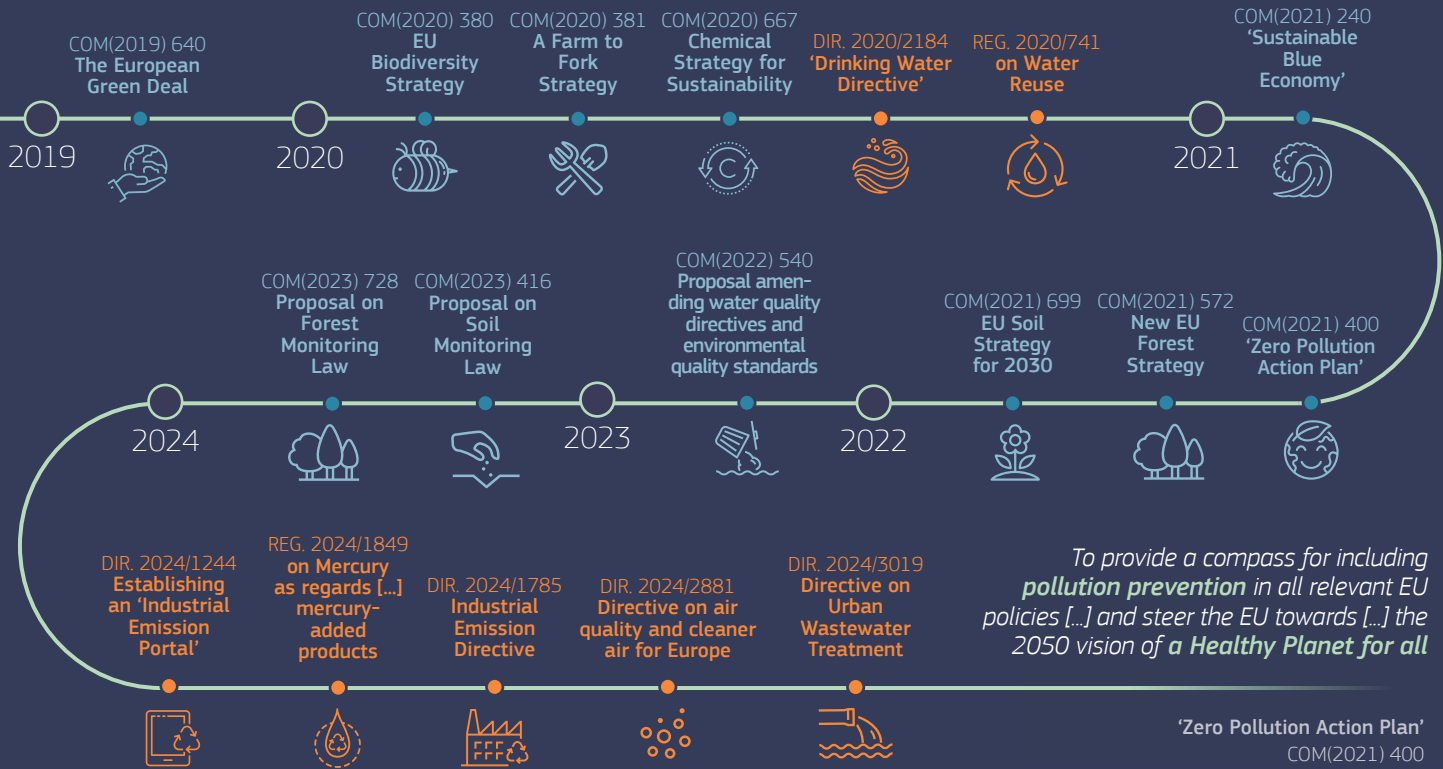 COM(2019) 640
The European
Green Deal
COM(2020) 380
EU
Biodiversity
Strategy
COM(2020) 381
A Farm to
Fork
Strategy
COM(2020) 667
Chemical
Strategy for
Sustainability
DIR. 2020/2184
‘Drinking Water
Directive’
REG. 2020/741
on Water
Reuse
COM(2021) 240
‘Sustainable
Blue
Economy’
2019
2020
C
2021
COM(2023) 728
Proposal on
Forest
Monitoring
Law
COM(2023) 416
Proposal on
Soil
Monitoring
Law
COM(2022) 540
Proposal amen-
ding water quality
directives and
environmental
quality standards
COM(2021) 699
EU Soil
Strategy
for 2030
COM(2021) 572
New EU
Forest
Strategy
COM(2021) 400
‘Zero Pollution
Action Plan’
2024
2023
2022
DIR. 2024/1244
Establishing
an ‘Industrial
Emission
Portal’
REG. 2024/1849
on Mercury
as regards [...]
mercury-
added
products
DIR. 2024/1785
Industrial
Emission
Directive
DIR. 2024/2881
Directive on air
quality and cleaner
air for Europe
DIR. 2024/3019
Directive on
Urban
Wastewater
Treatment
To provide a compass for including
pollution prevention in all relevant EU
policies [...] and steer the EU towards [...] the
2050 vision of a Healthy Planet for all
‘Zero Pollution Action Plan’
COM(2021) 400